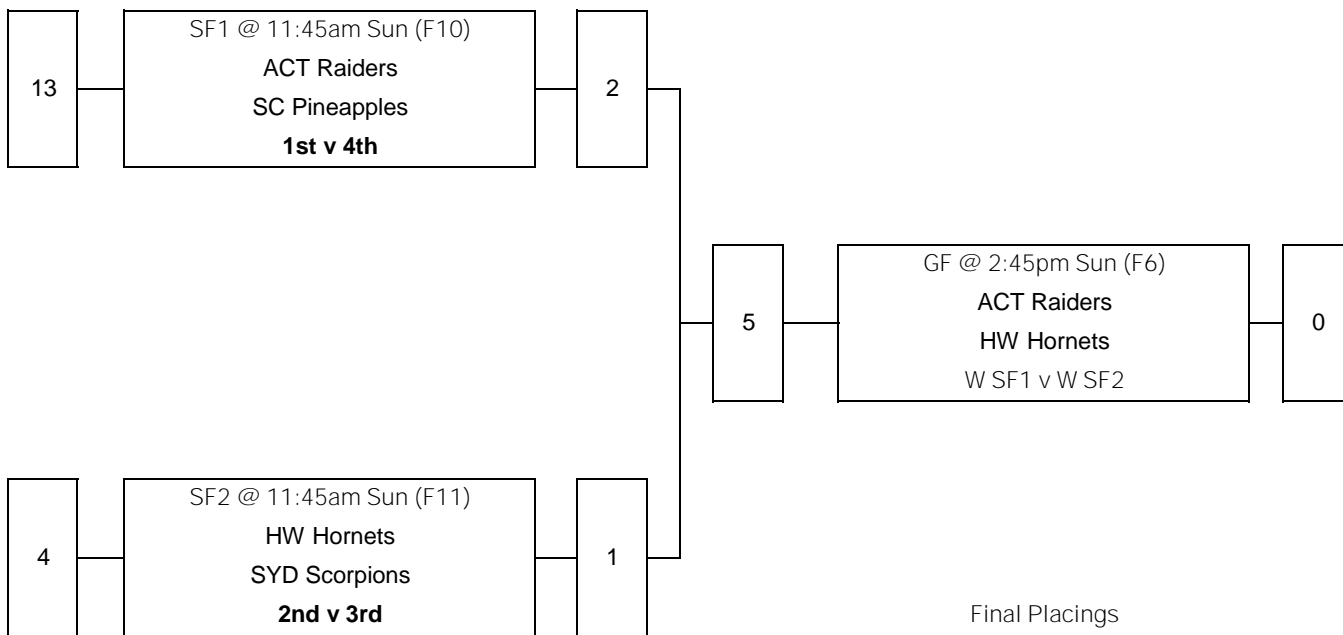 SF1 @ 11:45am Sun (F10)
ACT Raiders
13
2
SC Pineapples
1st v 4th
GF @ 2:45pm Sun (F6)
ACT Raiders
5
0
HW Hornets
W SF1 v W SF2
SF2 @ 11:45am Sun (F11)
HW Hornets
4
1
SYD Scorpions
2nd v 3rd
Final Placings